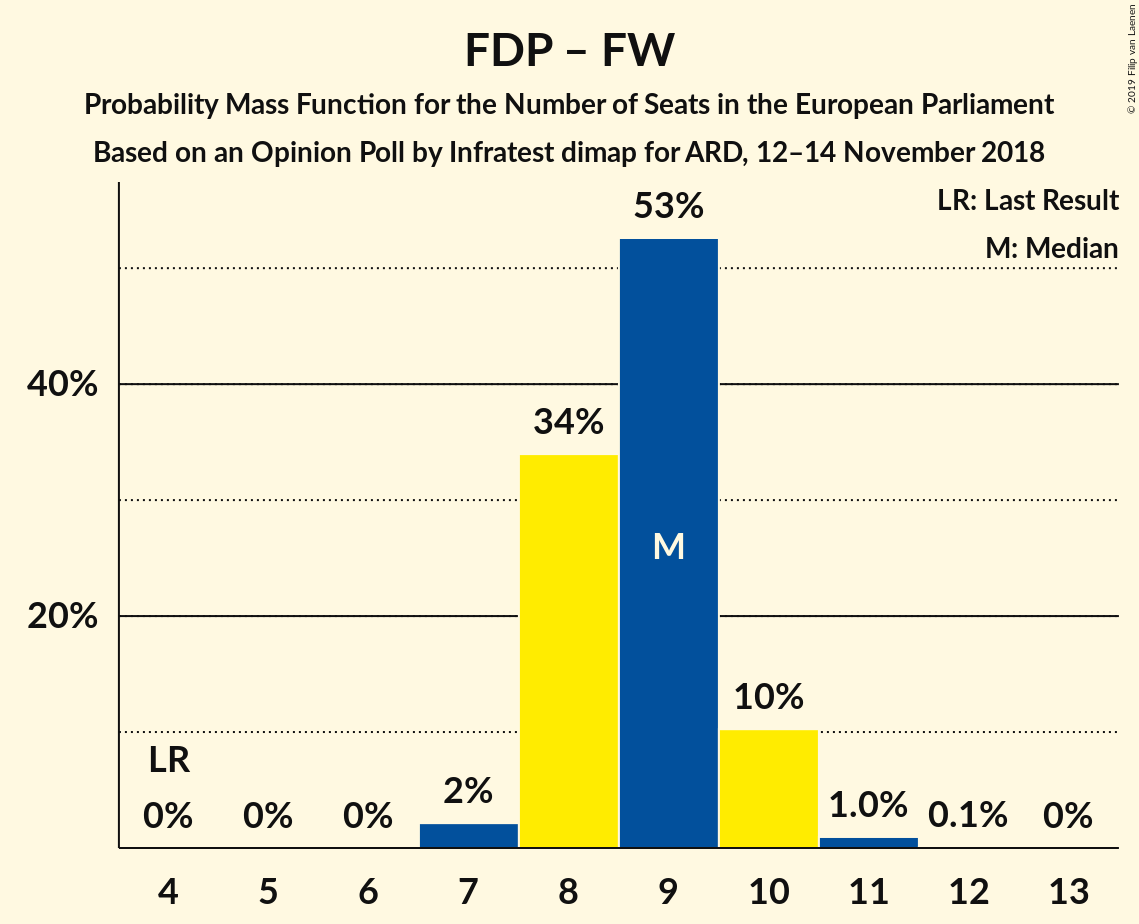 FDP – FW
Probability Mass Function for the Number of Seats in the European Parliament
Based on an Opinion Poll by Infratest dimap for ARD, 12–14 November 2018
© 2019 Filip van Laenen
LR: Last Result
M: Median
53%
40%
34%
M
20%
10%
LR
2%
1.0%
0.1%
0%
0%
0%
0%
4
5
6
7
8
9
10
11
12
13